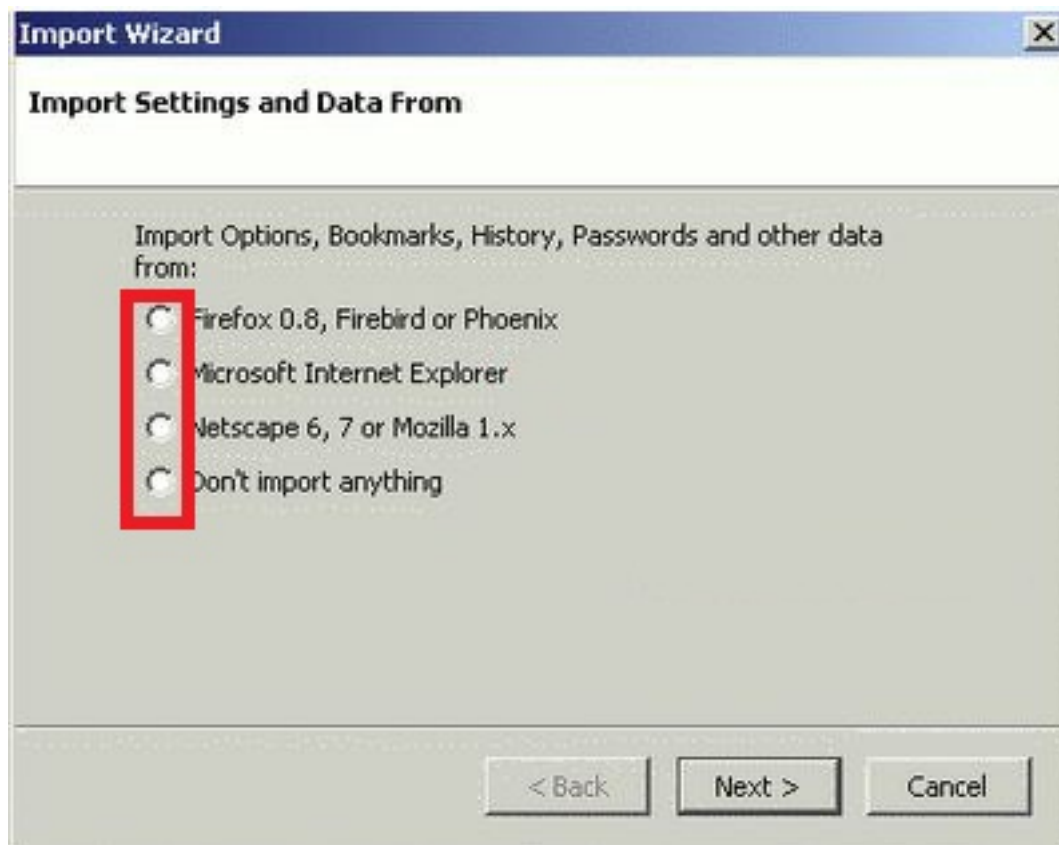 Import Wizard
Import Settings and Data From
Import Options, Bookmarks, History, Passwords and other data
from:
Firefox 0.8, Firebird or Phoenix
Microsoft Internet Explorer
Netscape 6, 7 or Mozilla 1.x
Don't import anything
< Back Next > Cancel